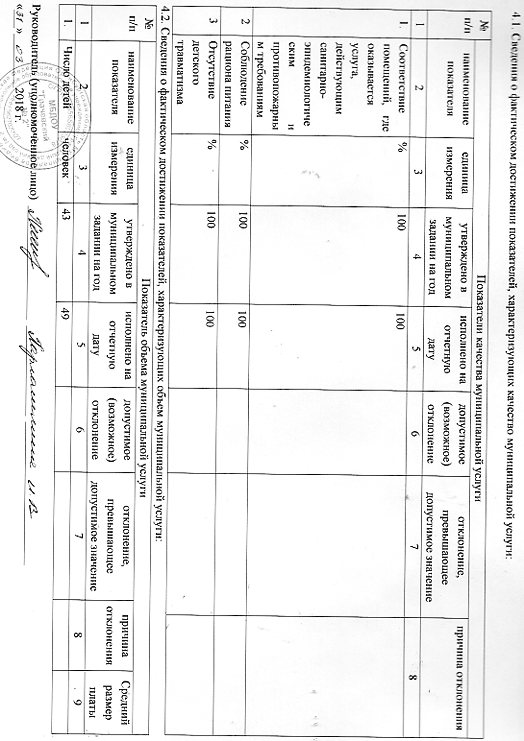 4.1. Сведения о фактическом достижении показателей, характеризующих качество муниципальной услуги:
Показатели качества муниципальной услуги
№ п/п | наименование показателя | единица измерения | утверждено в муниципальном задании на год | исполнено на отчетную дату | допустимое (возможное) отклонение | отклонение, превышающее допустимое значение | причина отклонения
1 | 2 | 3 | 4 | 5 | 6 | 7 | 8
1. | Соответствие | % | 100 | 100
помещений, где
оказывается
услуга,
действующим
санитарно-
эпидемиологиче
ским и
противопожарны
м требованиям
2 | Соблюдение | % | 100 | 100
рациона питания
3 | Отсутствие | % | 100 | 100
детского
травматизма
4.2. Сведения о фактическом достижении показателей, характеризующих объем муниципальной услуги:
Показатель объема муниципальной услуги
№ п/п | наименование показателя | единица измерения | утверждено в муниципальном задании на год | исполнено на отчетную дату | допустимое (возможное) отклонение | отклонение, превышающее допустимое значение | причина отклонения | Средний размер платы
1 | 2 | 3 | 4 | 5 | 6 | 7 | 8 | 9
1. | Число детей | человек | 43 | 49
Руководитель (уполномоченное лицо)
«31» 03 2018 г.
МБДОУ